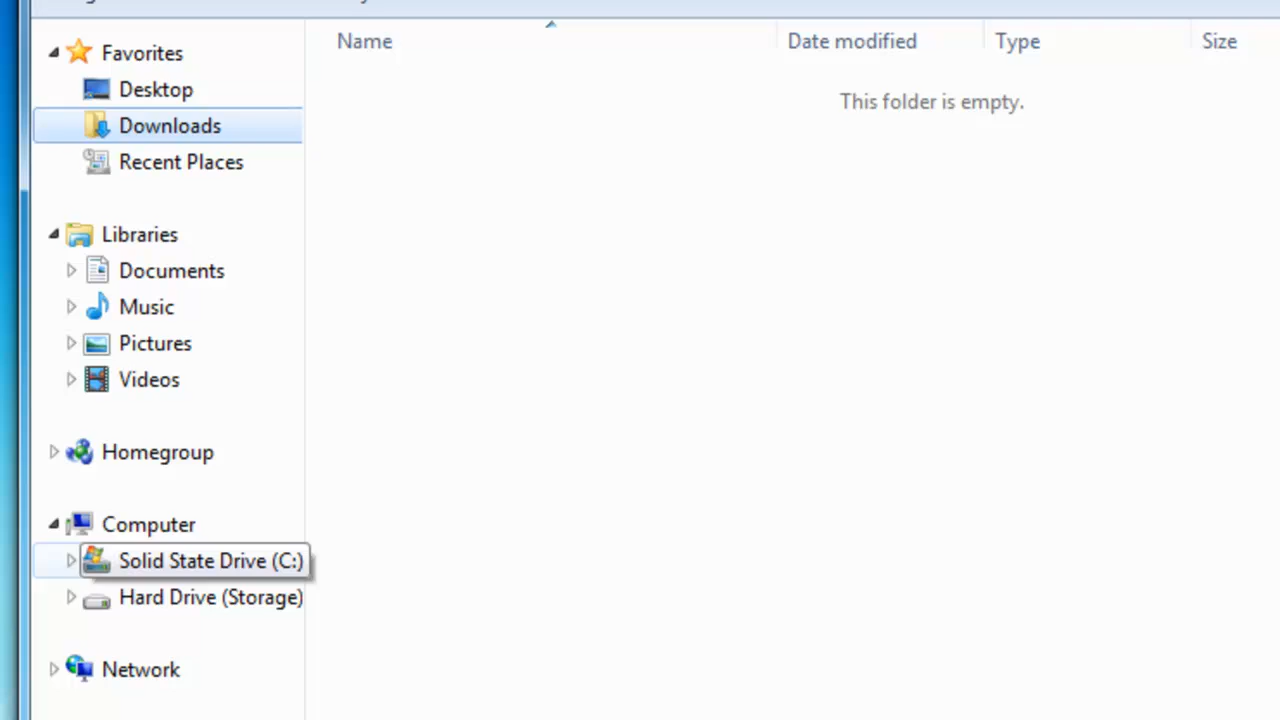 Favorites
Desktop
Downloads
Recent Places
Libraries
Documents
Music
Pictures
Videos
Homegroup
Computer
Solid State Drive (C:)
Hard Drive (Storage)
Network
Name Date modified Type Size
This folder is empty.